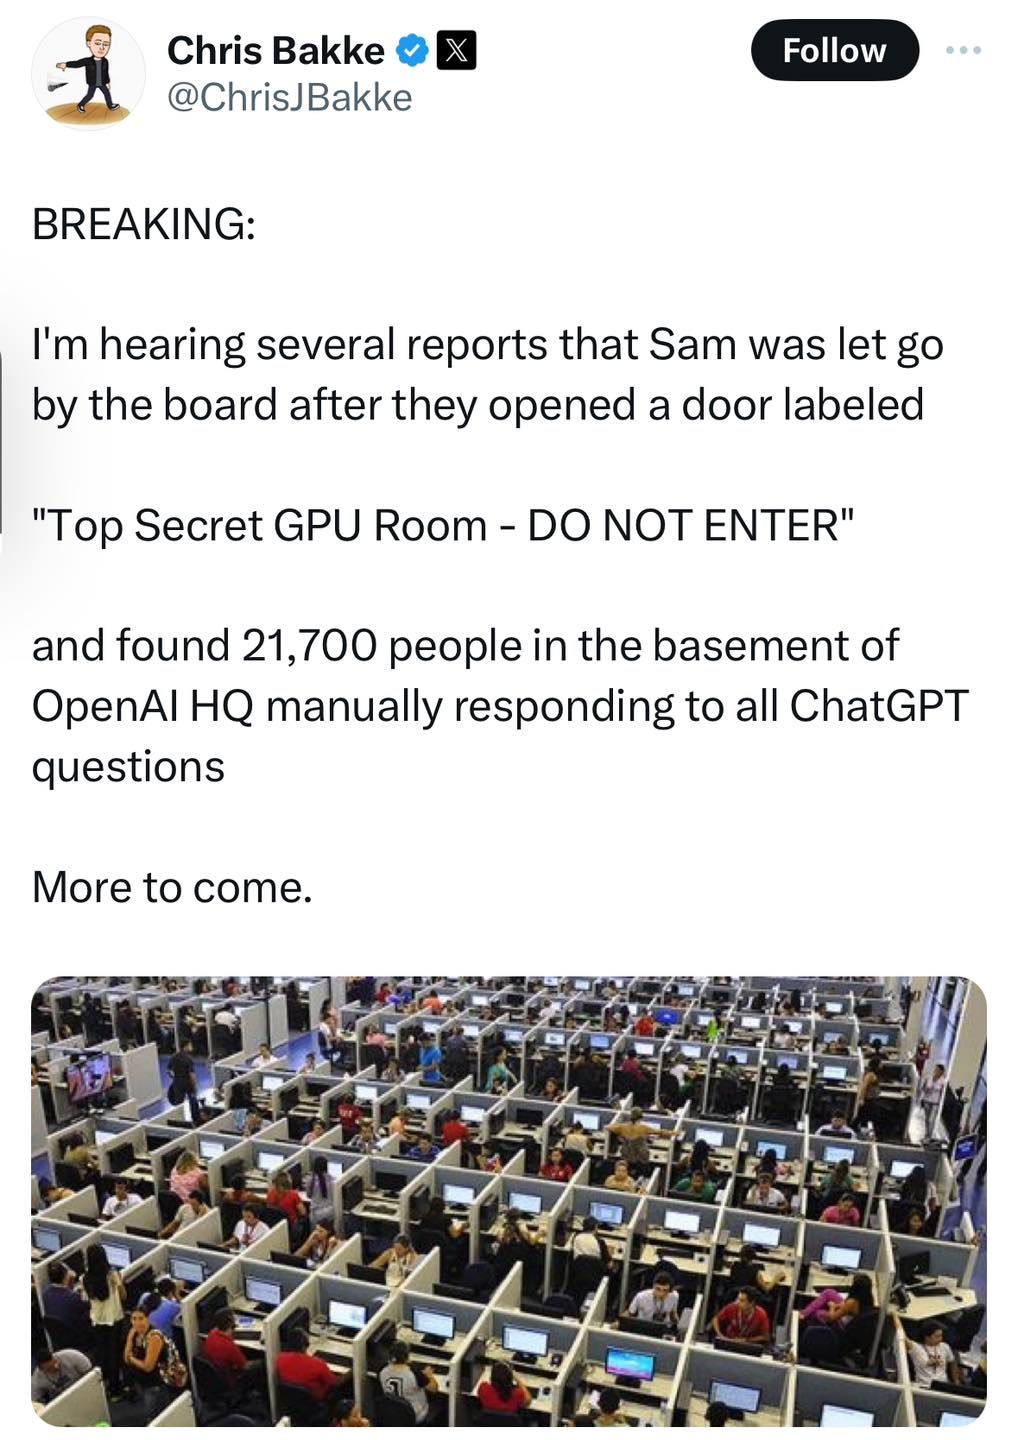 Chris Bakke
Follow
@ChrisJBakke
BREAKING:
I'm hearing several reports that Sam was let go
by the board after they opened a door labeled
"Top Secret GPU Room - DO NOT ENTER"
and found 21,700 people in the basement of
OpenAI HQ manually responding to all ChatGPT
questions
More to come.